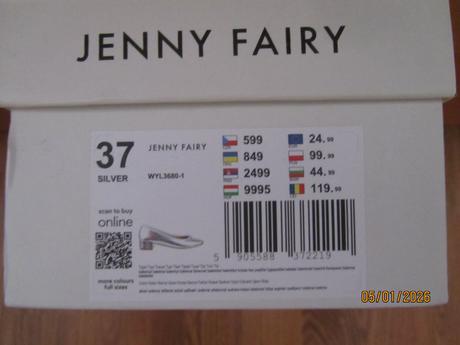 JENNY FAIRY
37
SILVER
JENNY FAIRY
WYL3680-1
599
849
2499
9995
24.99
99.99
44.99
119.99
scan to buy
online
more colours
full sizes
5 905588 372219
05/01/2026